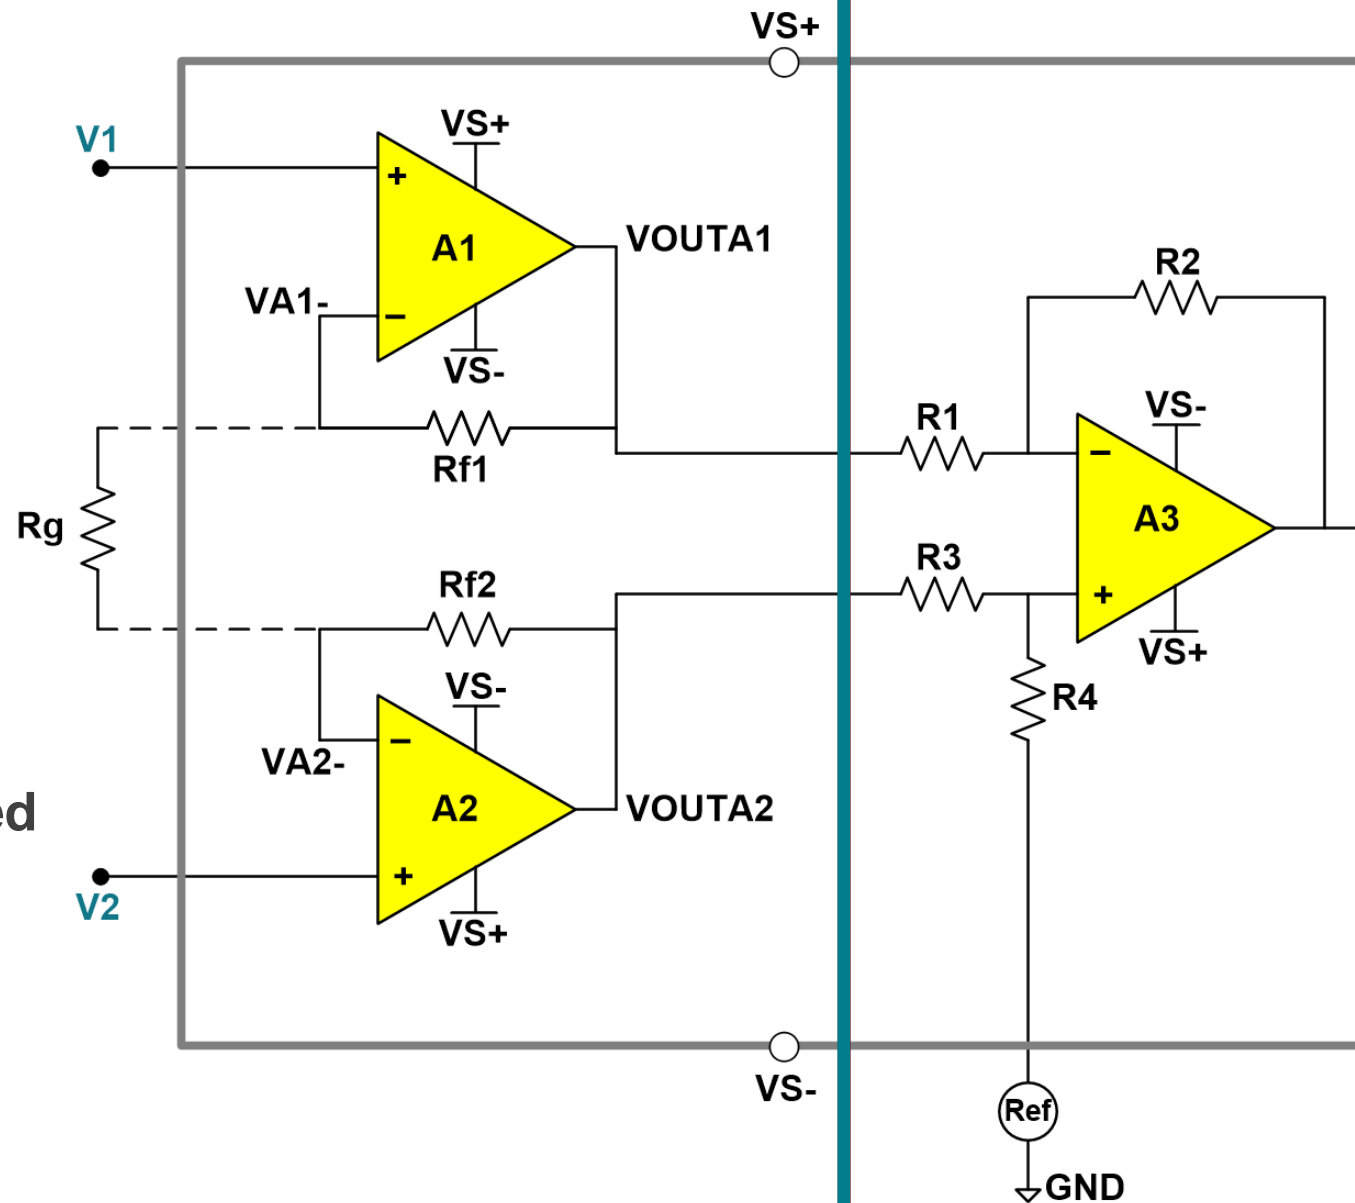 VS+
V1
VS+
+
A1
VOUTA1
VA1-
−
VS-
R2
Rf1
R1
VS-
−
A3
Rg
R3
+
VS+
Rf2
VS-
R4
VA2-
−
A2
VOUTA2
ed
+
V2
VS+
VS-
Ref
GND